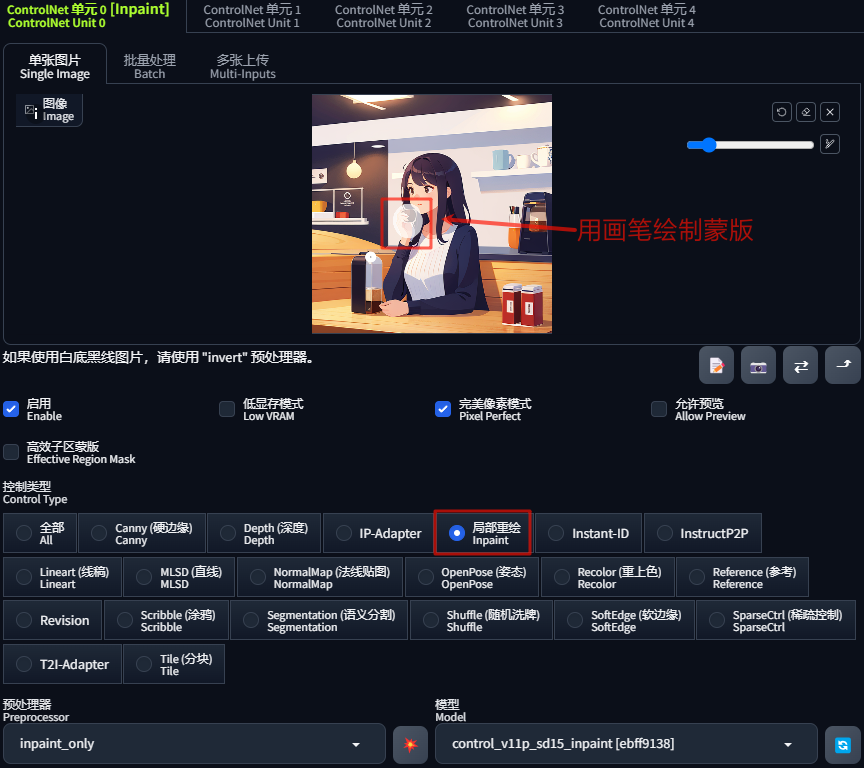 ControlNet 单元 0 [Inpaint]
ControlNet Unit 0
ControlNet 单元 1
ControlNet Unit 1
ControlNet 单元 2
ControlNet Unit 2
ControlNet 单元 3
ControlNet Unit 3
ControlNet 单元 4
ControlNet Unit 4
单张图片
Single Image
批量处理
Batch
多张上传
Multi-Inputs
图像
Image
用画笔绘制蒙版
如果使用白底黑线图片，请使用 "invert" 预处理器。
启用
Enable
低显存模式
Low VRAM
完美像素模式
Pixel Perfect
允许预览
Allow Preview
高效子区蒙版
Effective Region Mask
控制类型
Control Type
全部
All
Canny (硬边缘)
Canny
Depth (深度)
Depth
IP-Adapter
局部重绘
Inpaint
Instant-ID
InstructP2P
Lineart (线稿)
Lineart
MLSD (直线)
MLSD
NormalMap (法线贴图)
NormalMap
OpenPose (姿态)
OpenPose
Recolor (重上色)
Recolor
Reference (参考)
Reference
Revision
Scribble (涂鸦)
Scribble
Segmentation (语义分割)
Segmentation
Shuffle (随机洗牌)
Shuffle
SoftEdge (软边缘)
SoftEdge
SparseCtrl (稀疏控制)
SparseCtrl
T2I-Adapter
Tile (分块)
Tile
预处理器
Preprocessor
模型
Model
inpaint_only
control_v11p_sd15_inpaint [ebff9138]